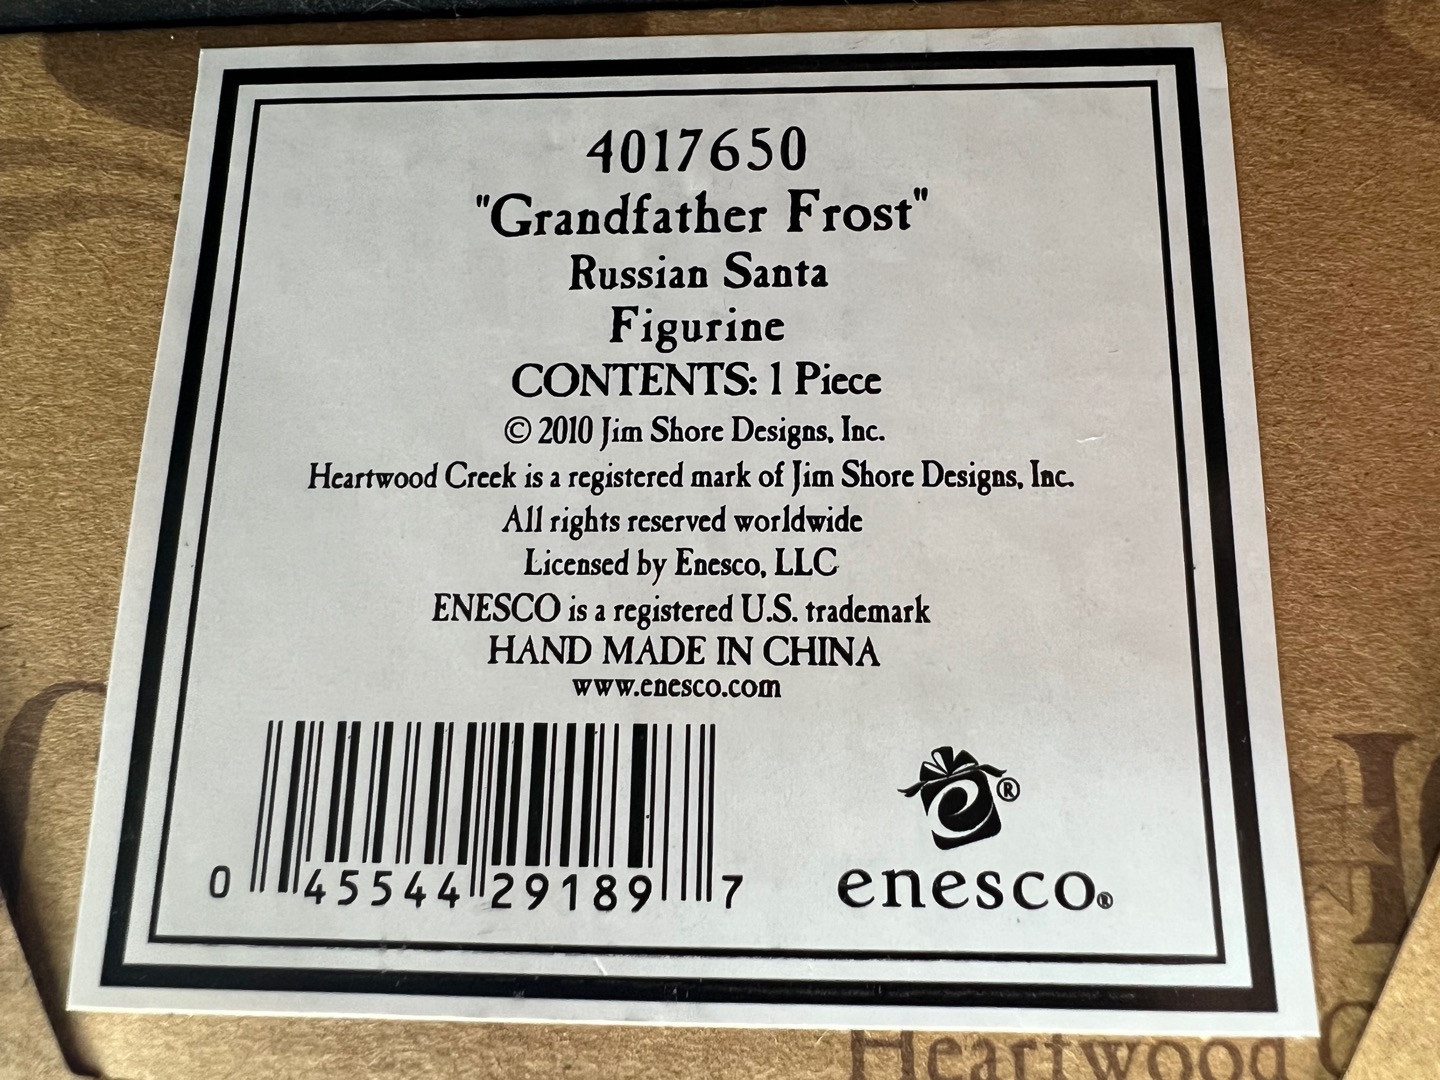 4017650
"Grandfather Frost"
Russian Santa
Figurine
CONTENTS: 1 Piece
© 2010 Jim Shore Designs, Inc.
Heartwood Creek is a registered mark of Jim Shore Designs, Inc.
All rights reserved worldwide
Licensed by Enesco, LLC
ENESCO is a registered U.S. trademark
HAND MADE IN CHINA
www.enesco.com
0 45544 29189 7
®
enesco®
Heartwood